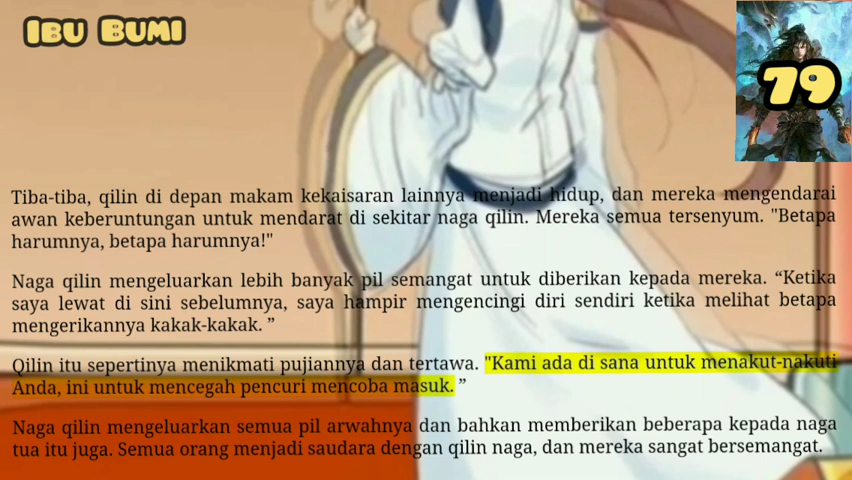 Ibu Bumi
79
Tiba-tiba, qilin di depan makam kekaisaran lainnya menjadi hidup, dan mereka mengendarai
awan keberuntungan untuk mendarat di sekitar naga qilin. Mereka semua tersenyum. "Betapa
harumnya, betapa harumnya!"
Naga qilin mengeluarkan lebih banyak pil semangat untuk diberikan kepada mereka. “Ketika
saya lewat di sini sebelumnya, saya hampir mengencingi diri sendiri ketika melihat betapa
mengerikannya kakak-kakak. ”
Qilin itu sepertinya menikmati pujiannya dan tertawa. "Kami ada di sana untuk menakut-nakuti
Anda, ini untuk mencegah pencuri mencoba masuk. ”
Naga qilin mengeluarkan semua pil arwahnya dan bahkan memberikan beberapa kepada naga
tua itu juga. Semua orang menjadi saudara dengan qilin naga, dan mereka sangat bersemangat.